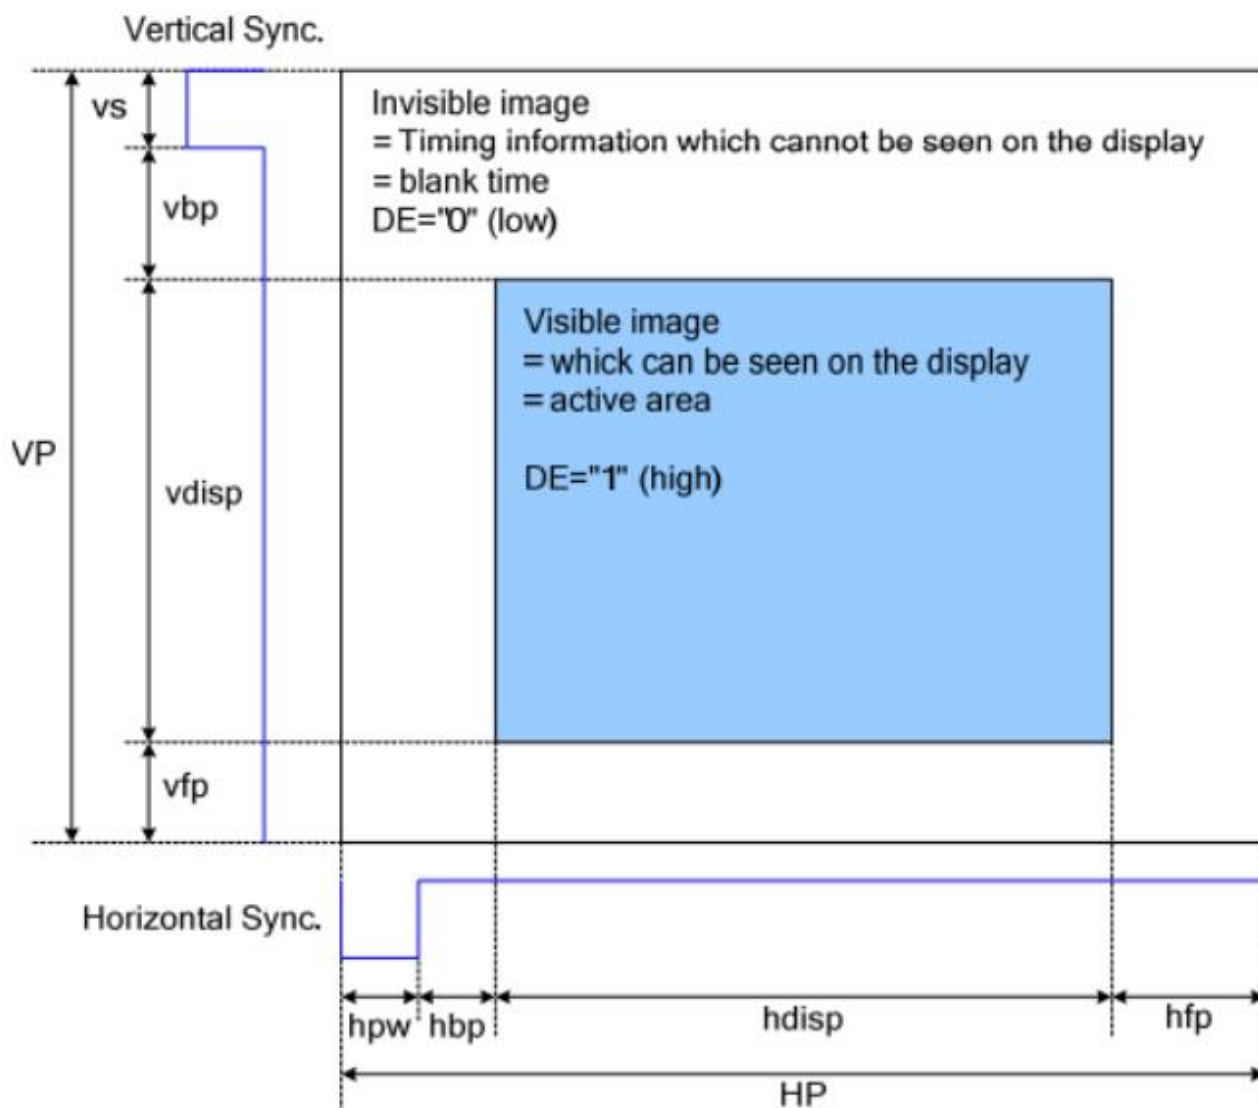 Vertical Sync.
vs
Invisible image
= Timing information which cannot be seen on the display
= blank time
DE="0" (low)
vbp
Visible image
= whick can be seen on the display
= active area
DE="1" (high)
VP
vdisp
vfp
Horizontal Sync.
hpw
hbp
hdisp
hfp
HP